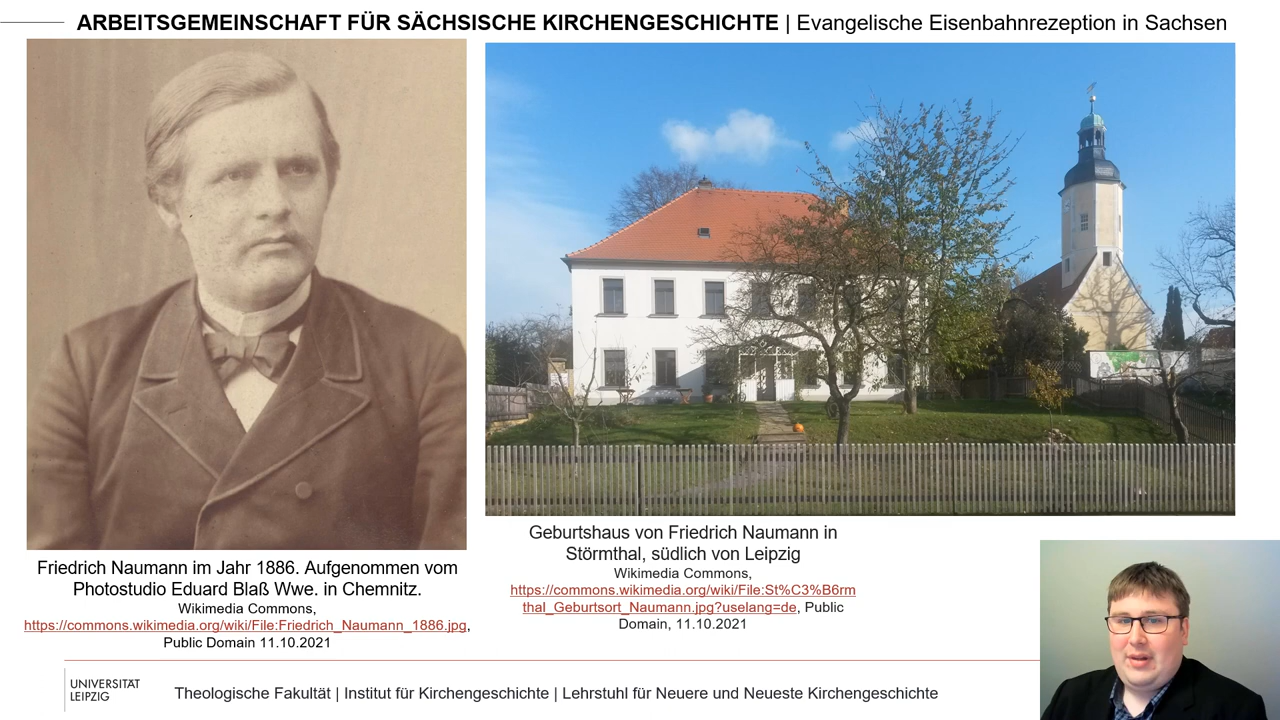 ARBEITSGEMEINSCHAFT FÜR SÄCHSISCHE KIRCHENGESCHICHTE | Evangelische Eisenbahnrezeption in Sachsen
Friedrich Naumann im Jahr 1886. Aufgenommen vom
Photostudio Eduard Blaß Wwe. in Chemnitz.
Wikimedia Commons,
https://commons.wikimedia.org/wiki/File:Friedrich_Naumann_1886.jpg,
Public Domain 11.10.2021
Geburtshaus von Friedrich Naumann in
Störmthal, südlich von Leipzig
Wikimedia Commons,
https://commons.wikimedia.org/wiki/File:St%C3%B6rm
thal_Geburtsort_Naumann.jpg?uselang=de, Public
Domain, 11.10.2021
UNIVERSITÄT
LEIPZIG
Theologische Fakultät | Institut für Kirchengeschichte | Lehrstuhl für Neuere und Neueste Kirchengeschichte